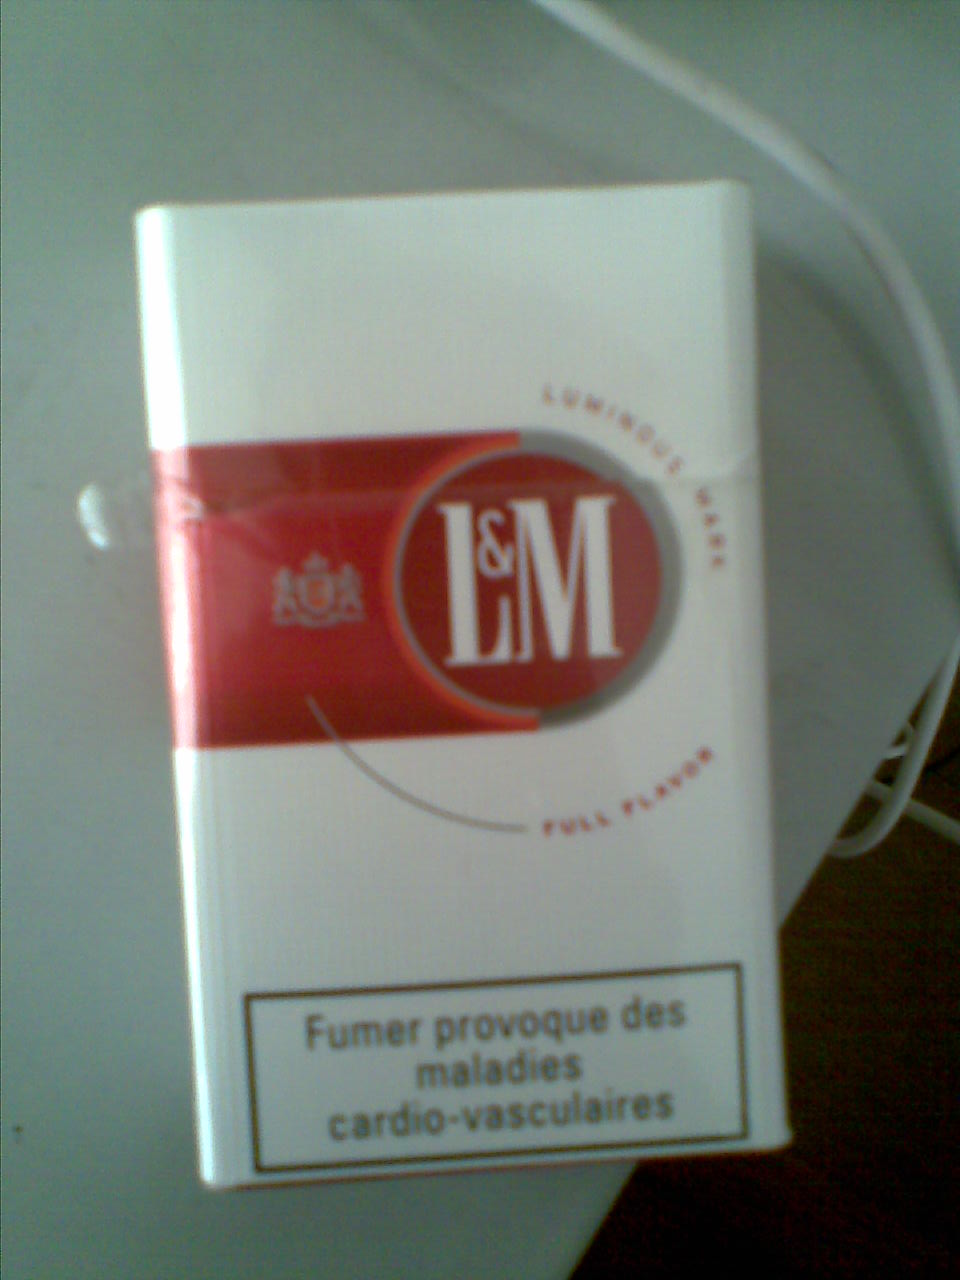 LUMINOUS MARK
L&M
FULL FLAVOR
Fumer provoque des
maladies
cardio-vasculaires